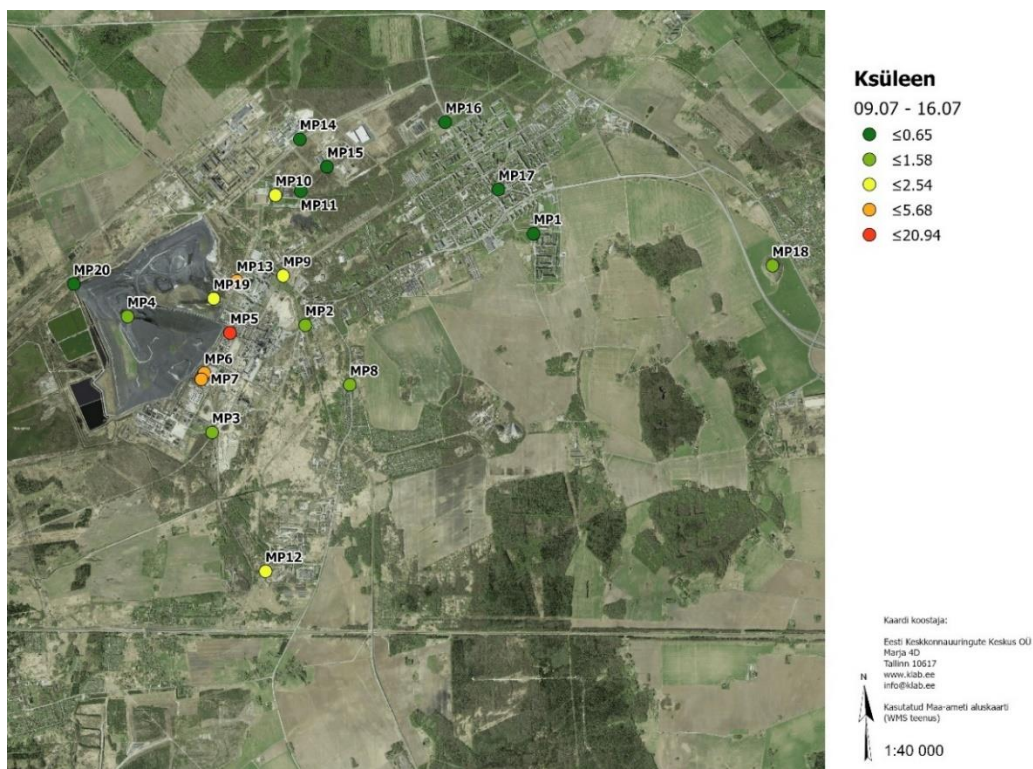 MP16
MP14
MP15
MP17
MP10
MP11
MP1
MP18
MP13
MP9
MP20
MP19
MP4
MP5
MP2
MP6
MP7
MP8
MP3
MP12
Ksüleen
09.07 - 16.07
≤0.65
≤1.58
≤2.54
≤5.68
≤20.94
Kaardi koostaja:
Eesti Keskkonnauuringute Keskus OÜ
Marja 4D
Tallinn 10617
www.klab.ee
info@klab.ee
N
Kasutatud Maa-ameti aluskaarti
(WMS teenus)
1:40 000